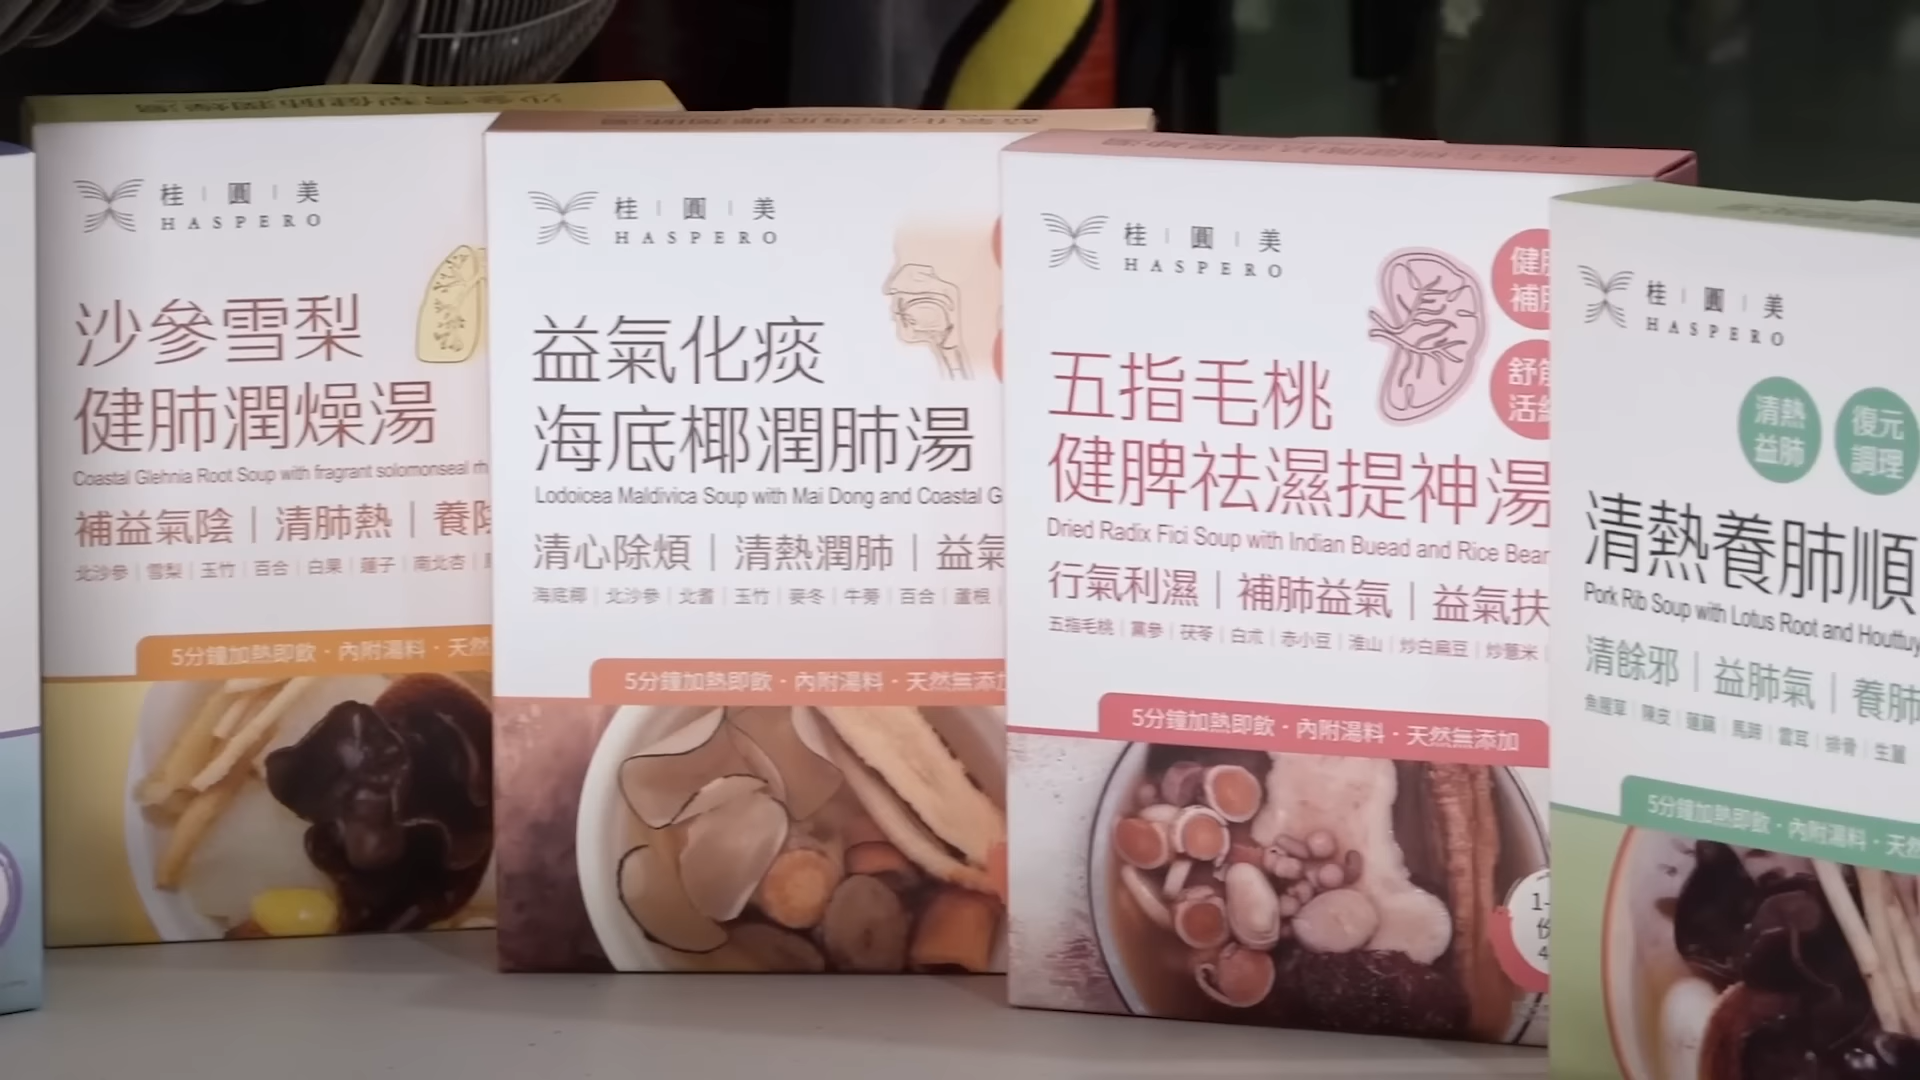 桂 | 圓 | 美
HASPERO
沙參雪梨
健肺潤燥湯
Coastal Glehnia Root Soup with fragrant solomonseal rh
補益氣陰 | 清肺熱 | 養陰
北沙參 | 雪梨 | 玉竹 | 百合 | 白果 | 蓮子 | 南北杏
5分鐘加熱即飲・內附湯料・天然
桂 | 圓 | 美
HASPERO
益氣化痰
海底椰潤肺湯
Lodoicea Maldivica Soup with Mai Dong and Coastal G
清心除煩 | 清熱潤肺 | 益氣
海底椰 | 北沙參 | 北耆 | 玉竹 | 麥冬 | 牛蒡 | 百合 | 蘆根
5分鐘加熱即飲・內附湯料・天然無添加
桂 | 圓 | 美
HASPERO
五指毛桃
健脾祛濕提神湯
Dried Radix Fici Soup with Indian Buead and Rice Bean
行氣利濕 | 補肺益氣 | 益氣扶
五指毛桃 | 黨參 | 茯苓 | 白朮 | 赤小豆 | 淮山 | 炒白扁豆 | 炒薏米
5分鐘加熱即飲・內附湯料・天然無添加
桂 | 圓 | 美
HASPERO
清熱
益肺
復元
調理
清熱養肺順
Pork Rib Soup with Lotus Root and Houttuy
清餘邪 | 益肺氣 | 養肺
魚腥草 | 陳皮 | 蓮藕 | 馬蹄 | 雲耳 | 排骨 | 生薑
5分鐘加熱即飲・內附湯料・天然